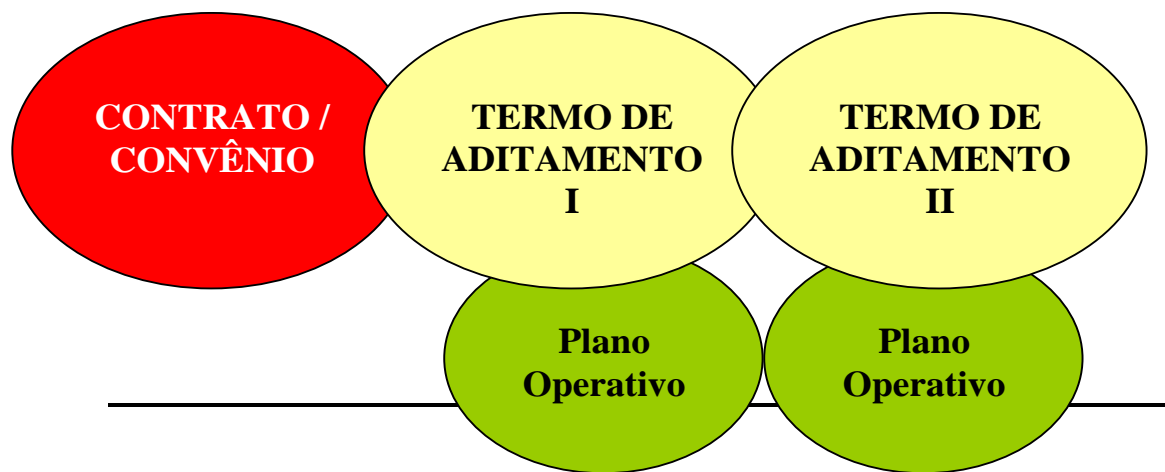 CONTRATO /
CONVÊNIO
TERMO DE
ADITAMENTO
I
TERMO DE
ADITAMENTO
II
Plano
Operativo
Plano
Operativo